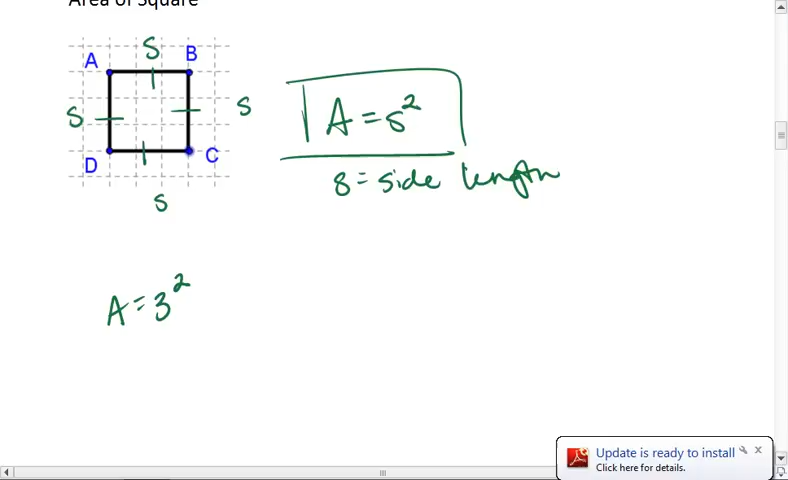 Area of Square
A S B
S S
D C
S
A = s²
s = side length
A = 3²
Update is ready to install
Click here for details.